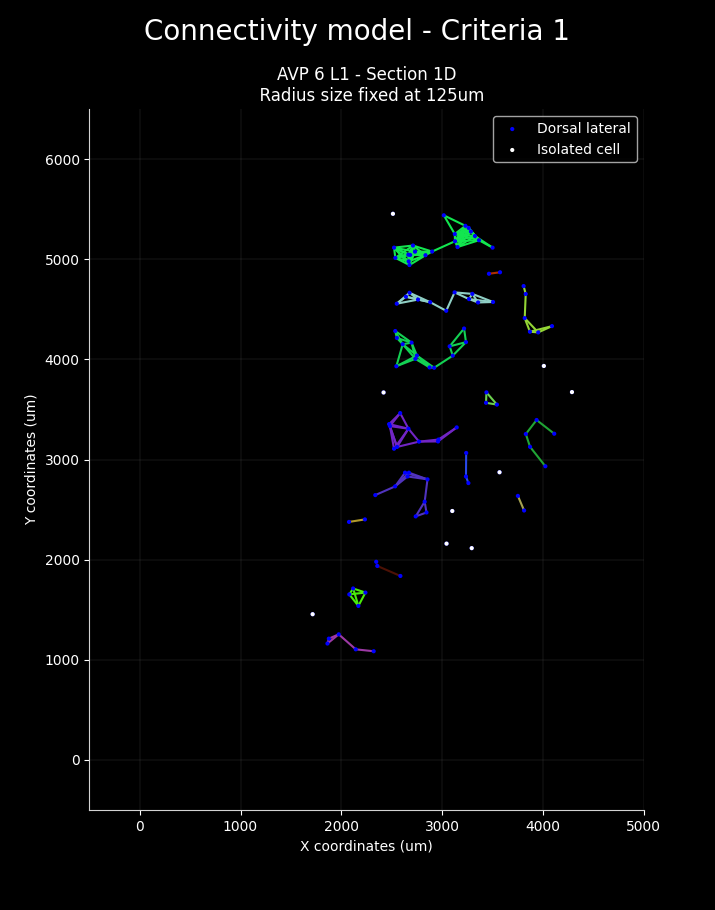 Connectivity model - Criteria 1
AVP 6 L1 - Section 1D
Radius size fixed at 125um
Dorsal lateral
Isolated cell
6000
5000
4000
3000
2000
1000
0
Y coordinates (um)
0 1000 2000 3000 4000 5000
X coordinates (um)